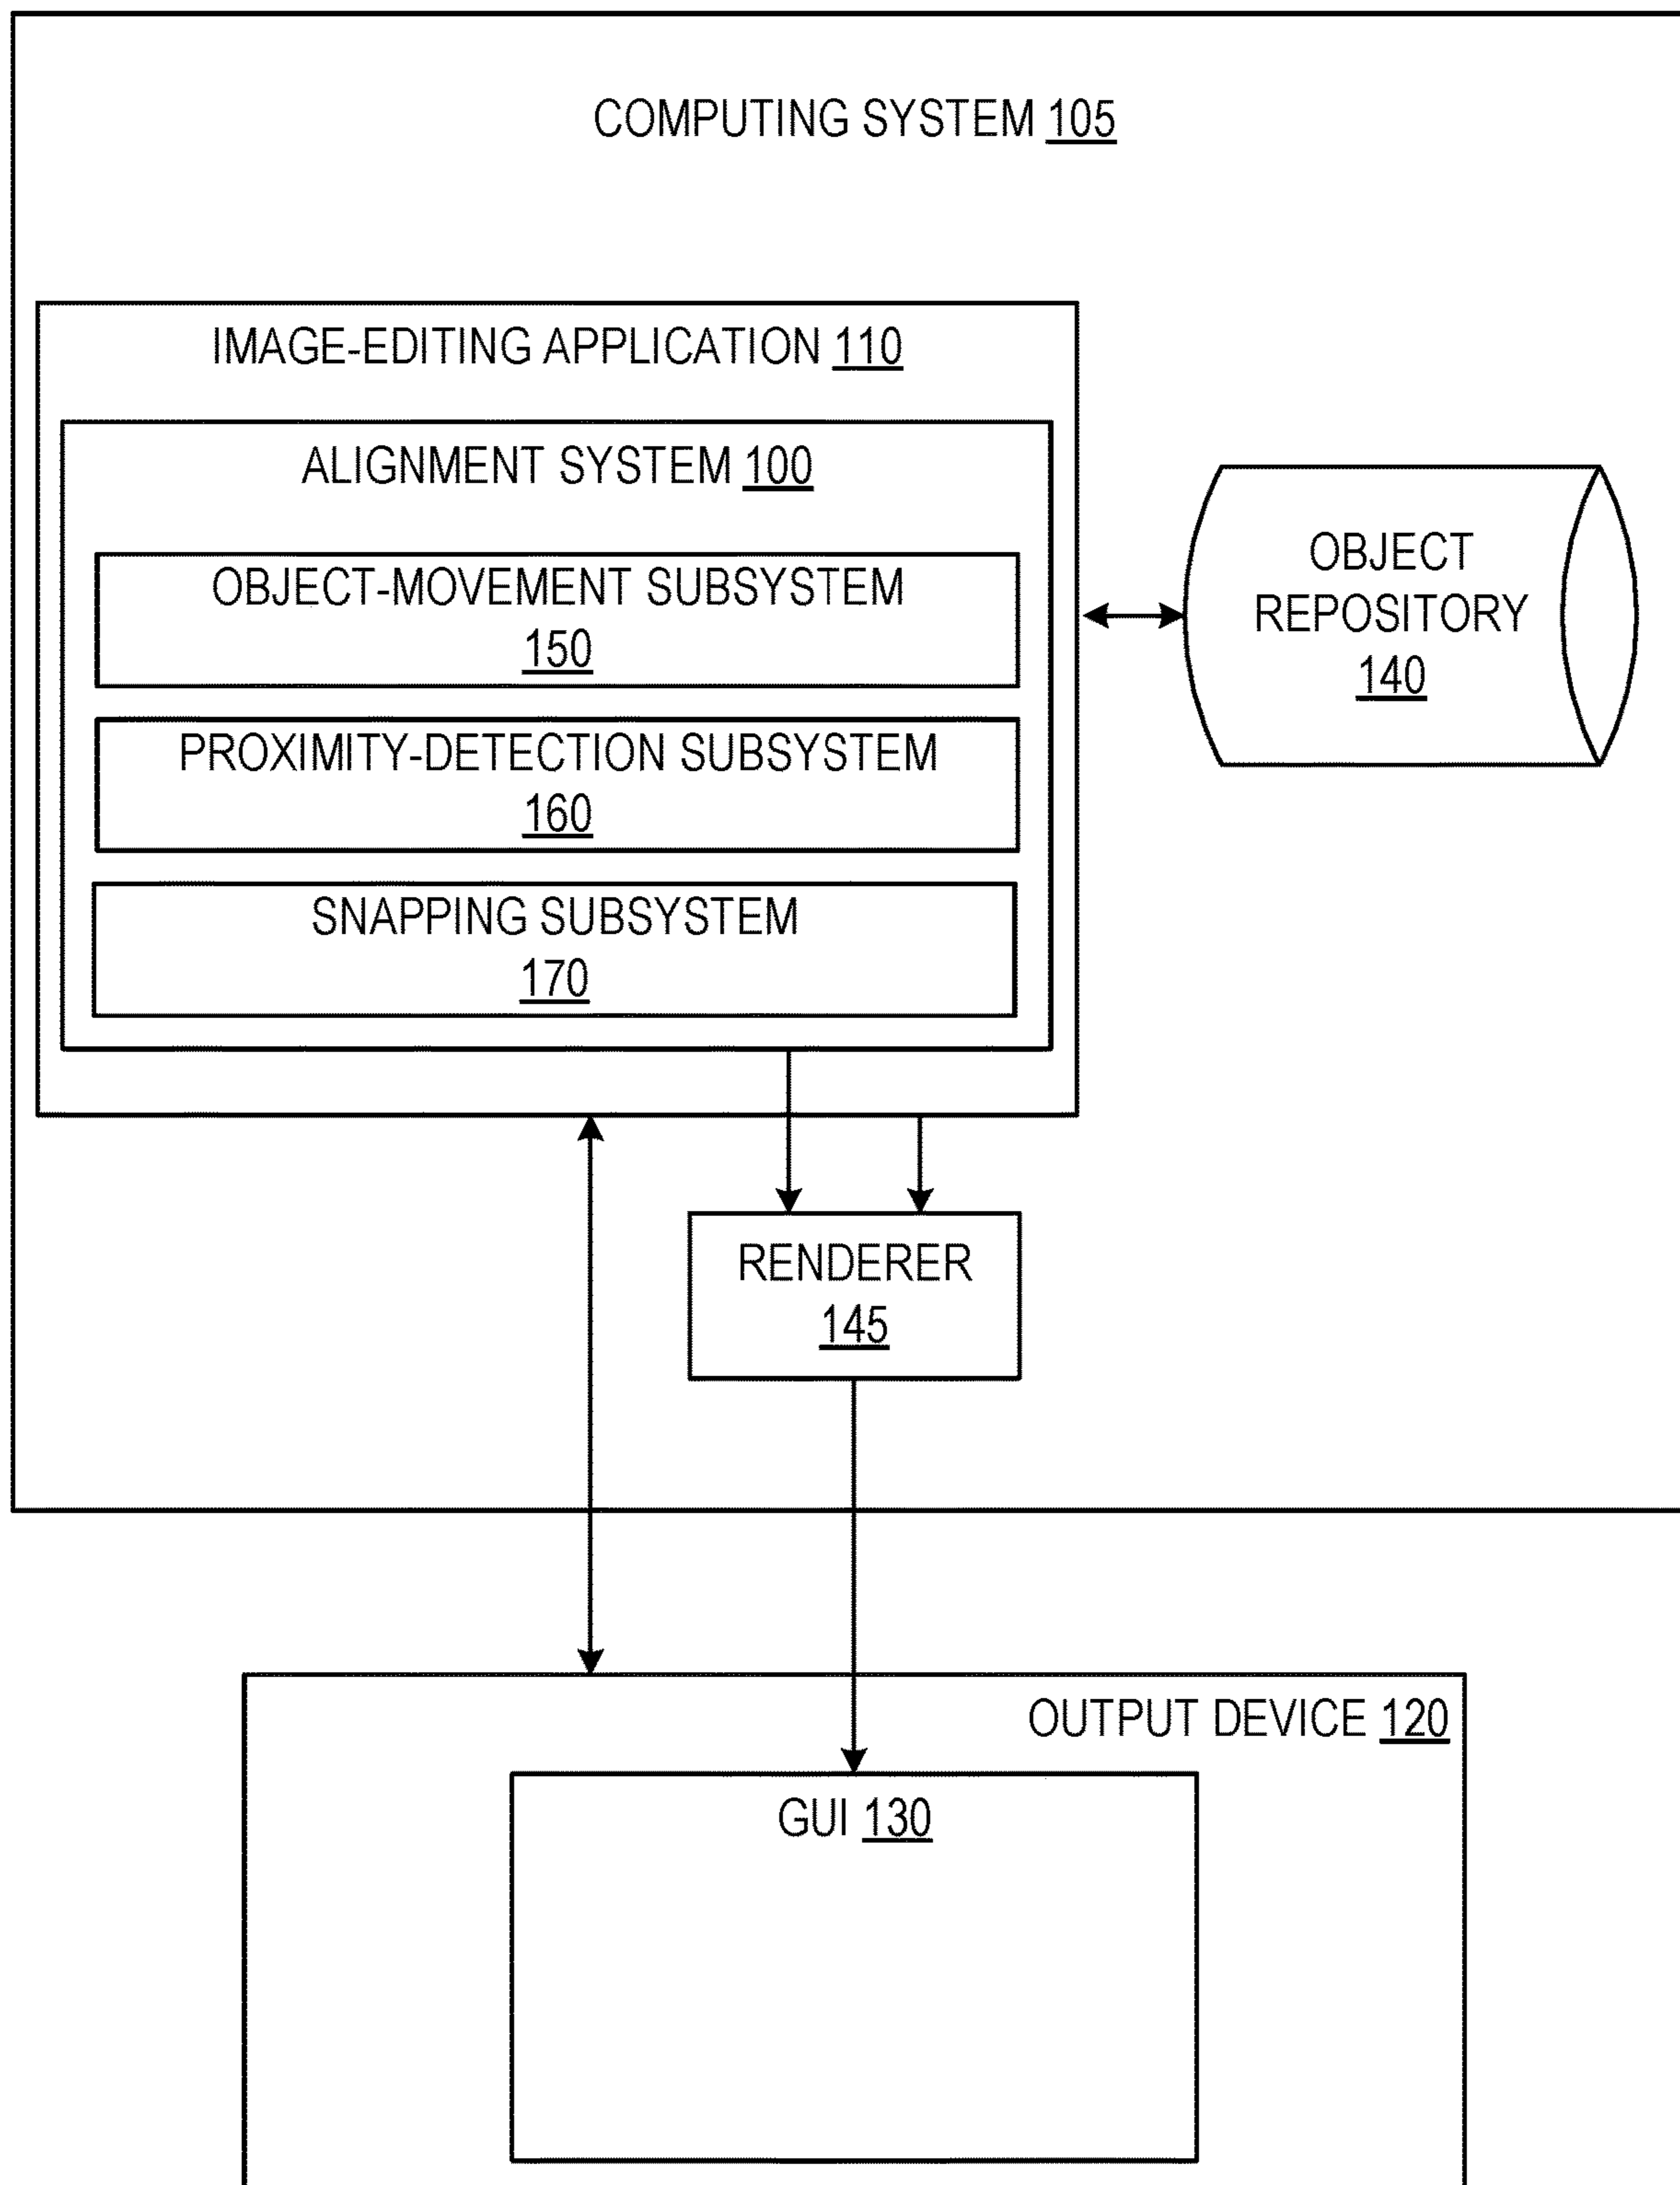 COMPUTING SYSTEM 105
IMAGE-EDITING APPLICATION 110
ALIGNMENT SYSTEM 100
OBJECT-MOVEMENT SUBSYSTEM
150
PROXIMITY-DETECTION SUBSYSTEM
160
SNAPPING SUBSYSTEM
170
OBJECT
REPOSITORY
140
RENDERER
145
OUTPUT DEVICE 120
GUI 130